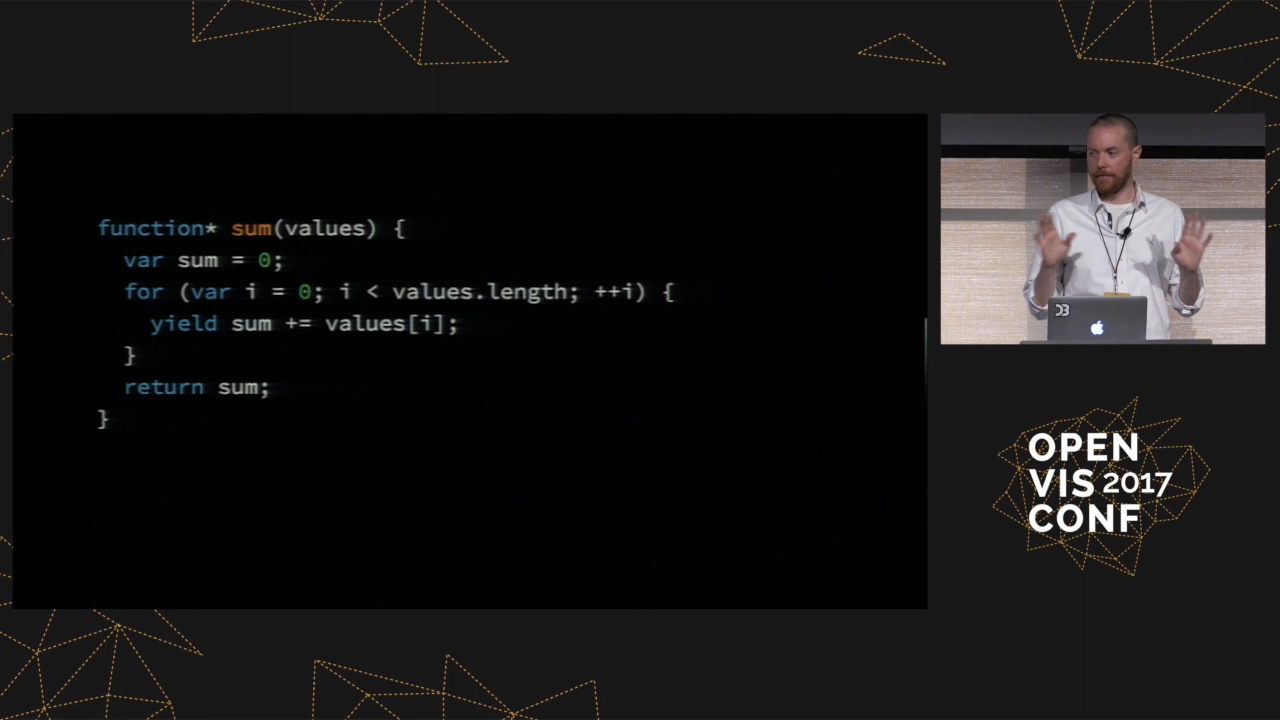 function* sum(values) {
  var sum = 0;
  for (var i = 0; i < values.length; ++i) {
    yield sum += values[i];
  }
  return sum;
}
DB
OPEN
VIS 2017
CONF